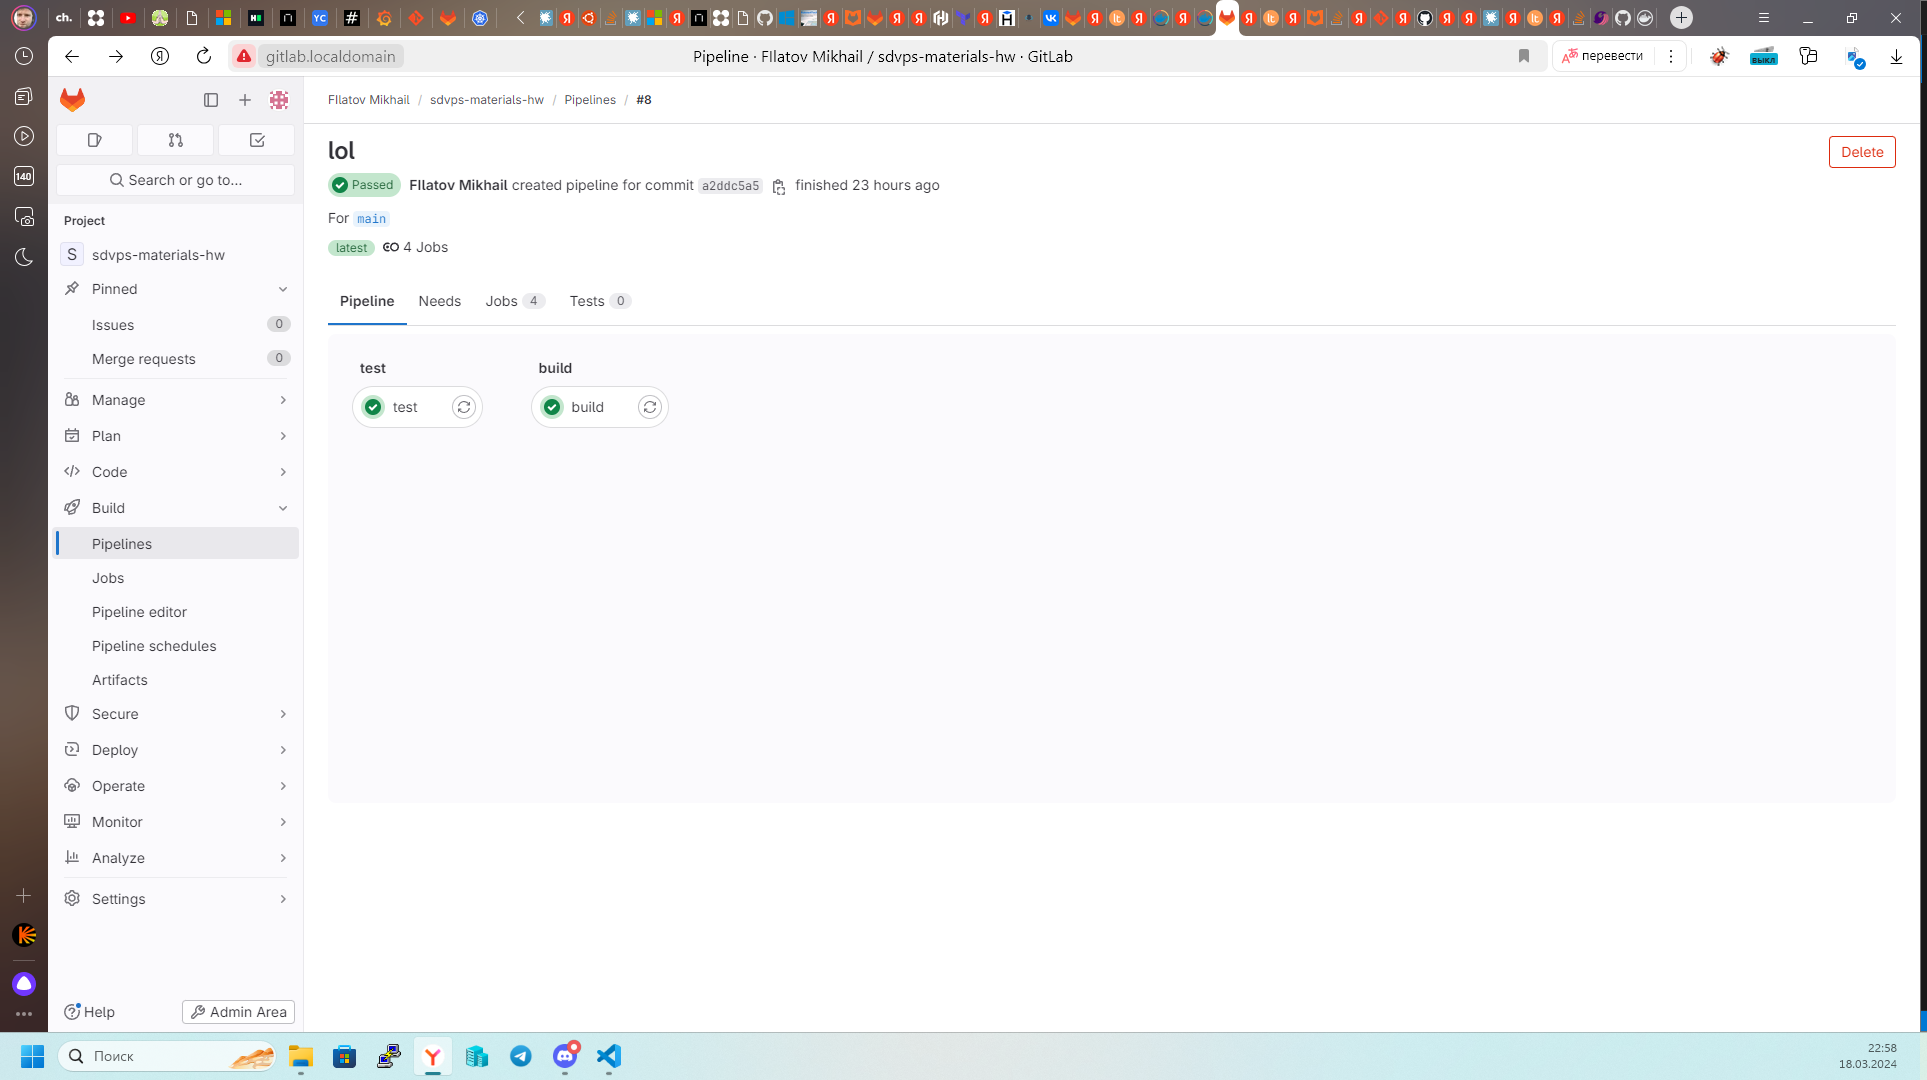 ch.
YC
#
140
gitlab.localdomain
Pipeline · FIlatov Mikhail / sdvps-materials-hw · GitLab
перевести
выкл
FIlatov Mikhail / sdvps-materials-hw / Pipelines / #8
lol
Delete
Passed FIlatov Mikhail created pipeline for commit a2ddc5a5 finished 23 hours ago
For main
latest 4 Jobs
Pipeline Needs Jobs 4 Tests 0
test build
test build
Search or go to...
Project
S sdvps-materials-hw
Pinned
Issues 0
Merge requests 0
Manage
Plan
Code
Build
Pipelines
Jobs
Pipeline editor
Pipeline schedules
Artifacts
Secure
Deploy
Operate
Monitor
Analyze
Settings
Help Admin Area
Поиск
22:58
18.03.2024